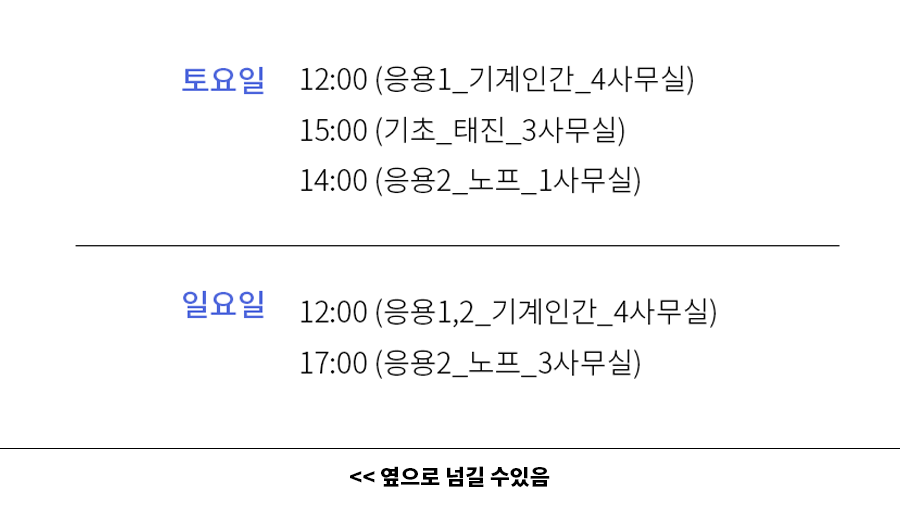 토요일 12:00 (응용1_기계인간_4사무실)
15:00 (기초_태진_3사무실)
14:00 (응용2_노프_1사무실)
일요일 12:00 (응용1,2_기계인간_4사무실)
17:00 (응용2_노프_3사무실)
<< 옆으로 넘길 수있음